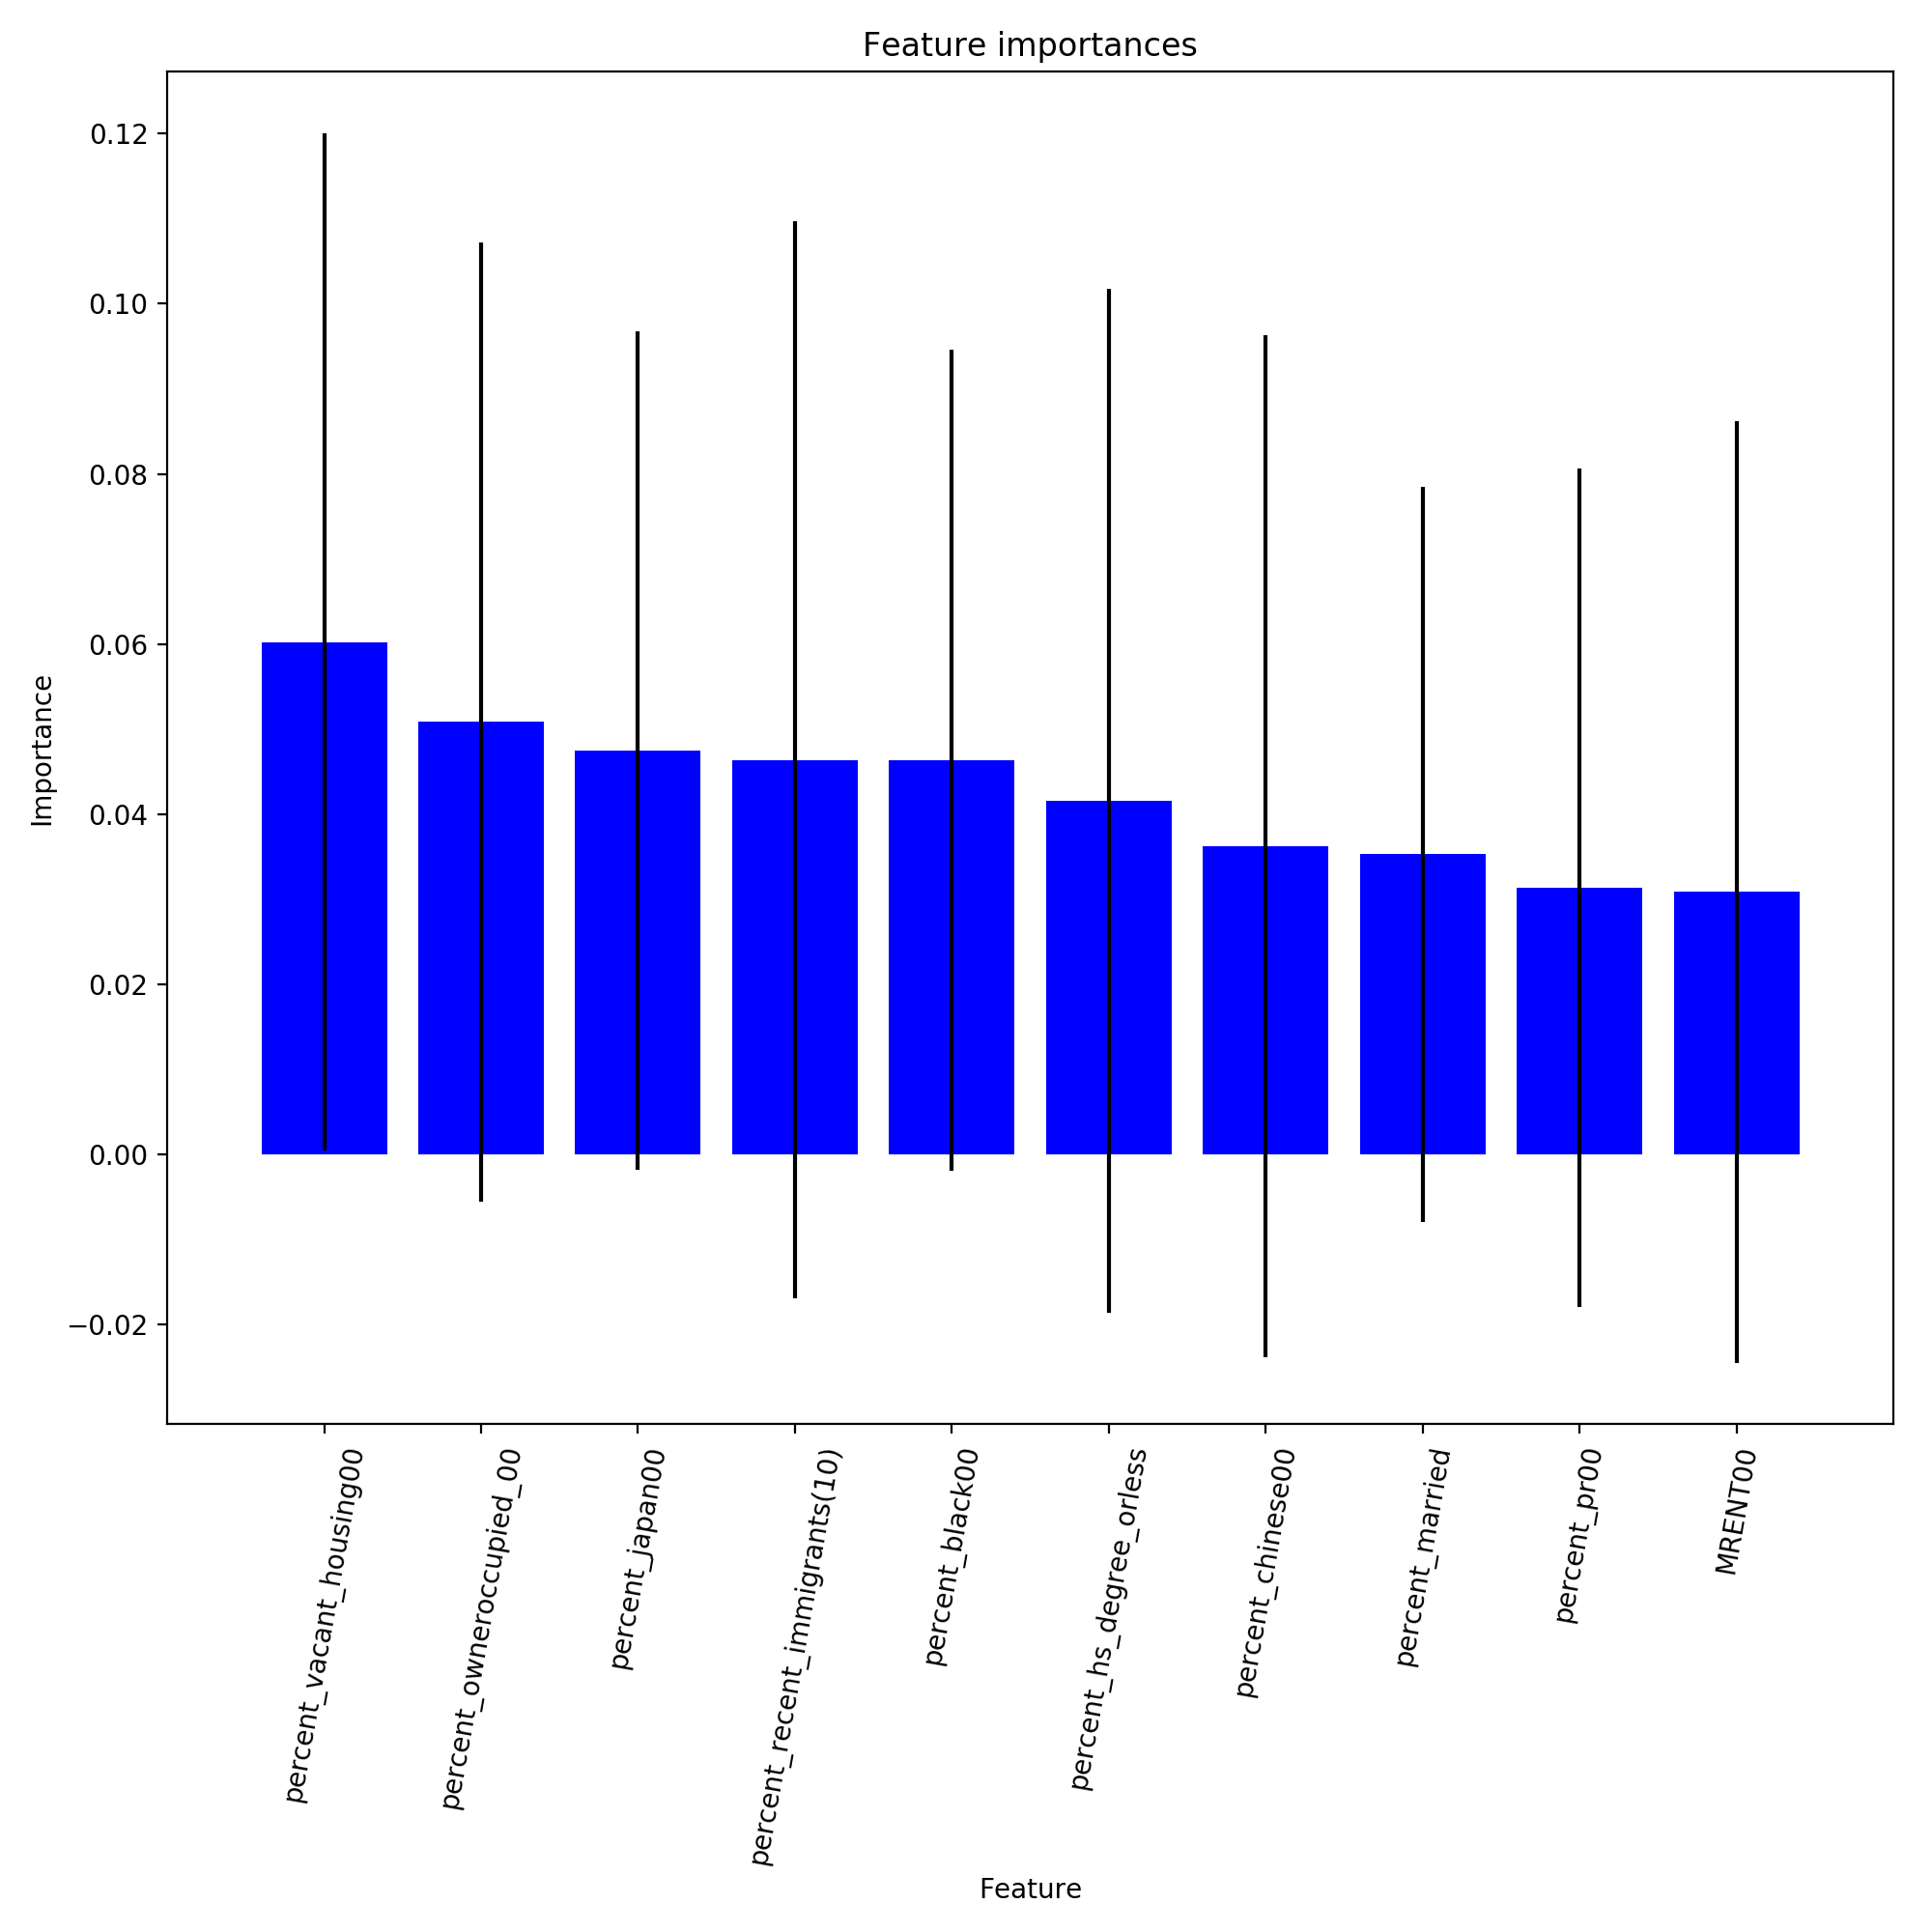 Feature importances
Importance
0.12
0.10
0.08
0.06
0.04
0.02
0.00
−0.02
percent_vacant_housing00
percent_owneroccupied_00
percent_japan00
percent_recent_immigrants(10)
percent_black00
percent_hs_degree_orless
percent_chinese00
percent_married
percent_pr00
MRENT00
Feature